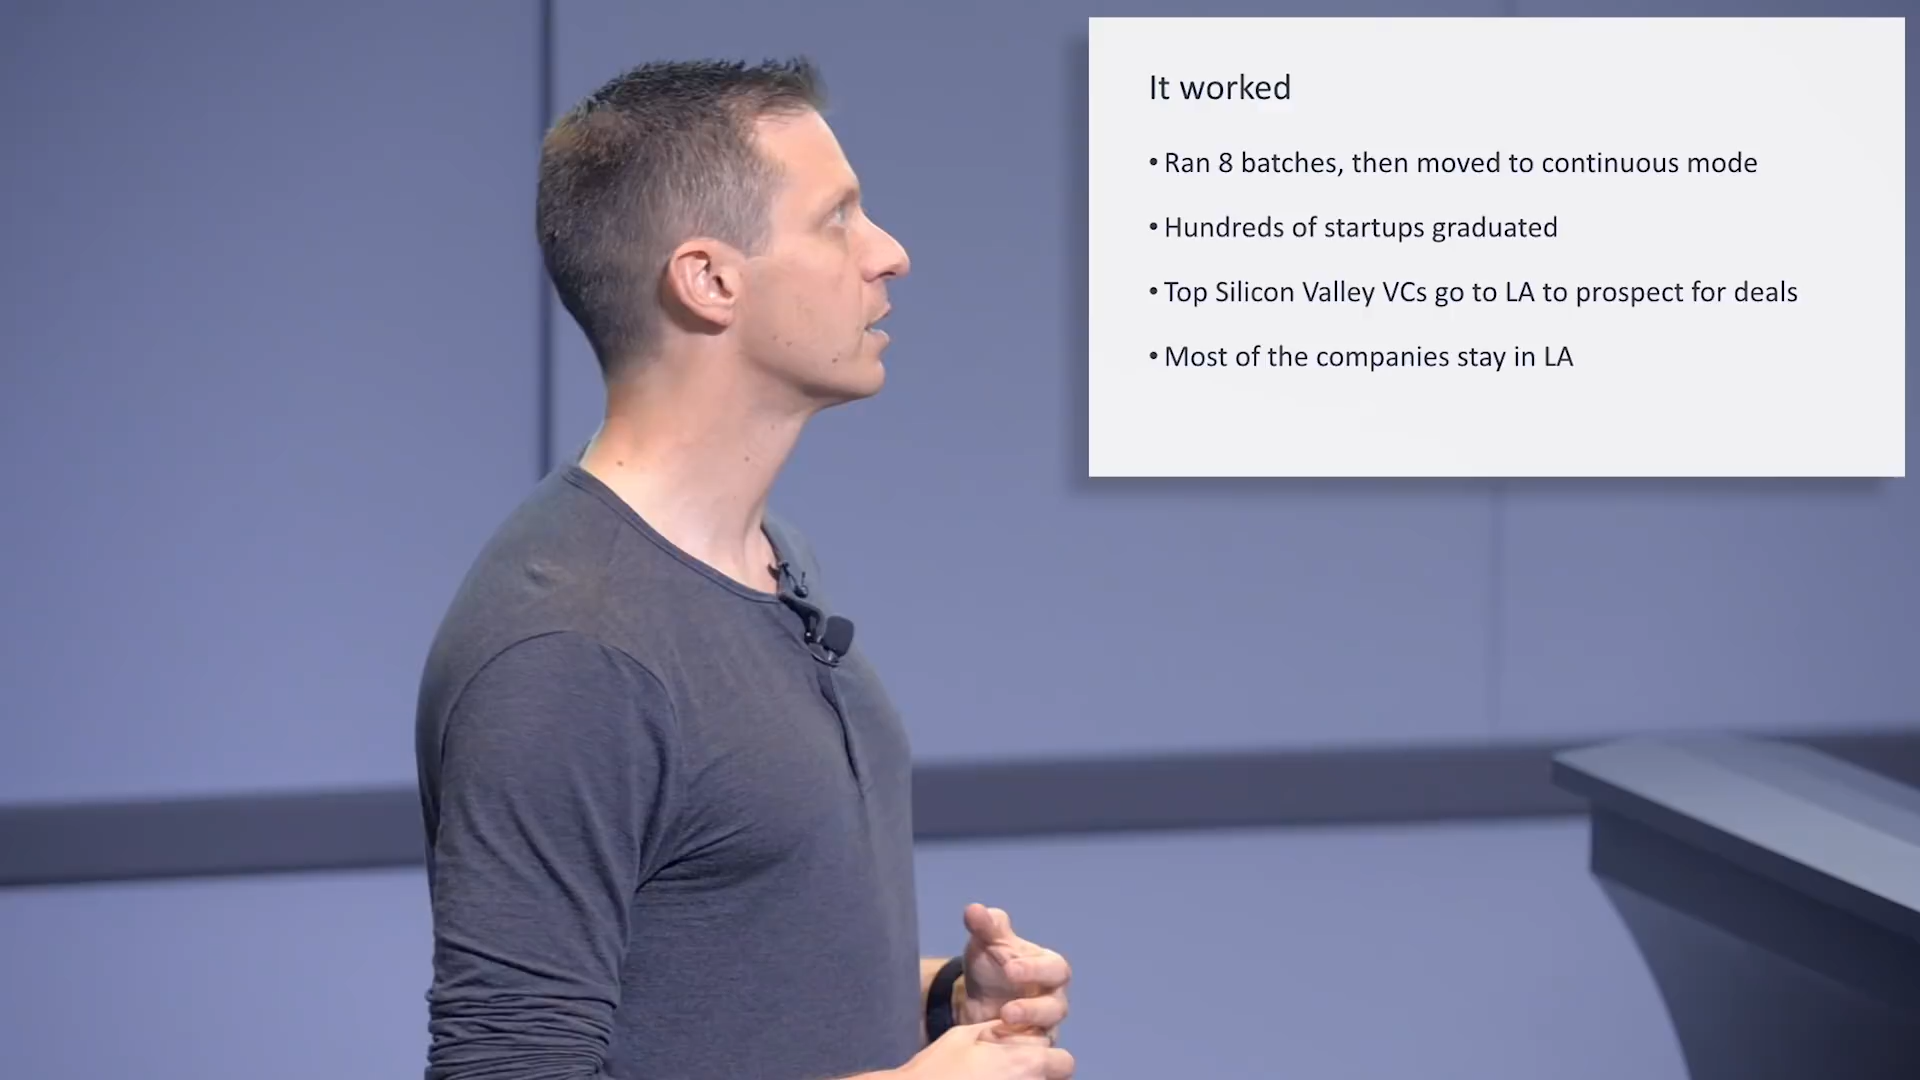 It worked
• Ran 8 batches, then moved to continuous mode
• Hundreds of startups graduated
• Top Silicon Valley VCs go to LA to prospect for deals
• Most of the companies stay in LA